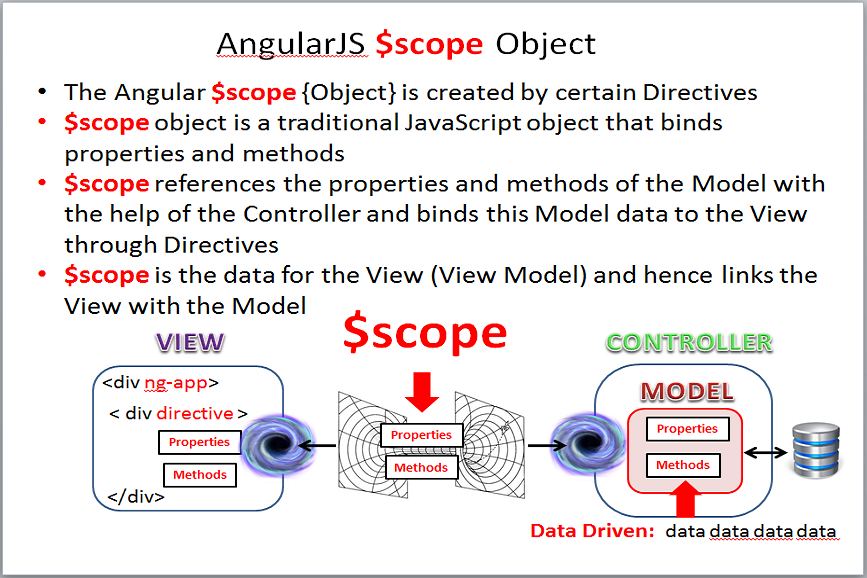 AngularJS $scope Object
• The Angular $scope {Object} is created by certain Directives
• $scope object is a traditional JavaScript object that binds
properties and methods
• $scope references the properties and methods of the Model with
the help of the Controller and binds this Model data to the View
through Directives
• $scope is the data for the View (View Model) and hence links the
View with the Model
$scope
VIEW
<div ng-app>
< div directive >
Properties
Methods
</div>
Properties
Methods
CONTROLLER
MODEL
Properties
Methods
Data Driven: data data data data